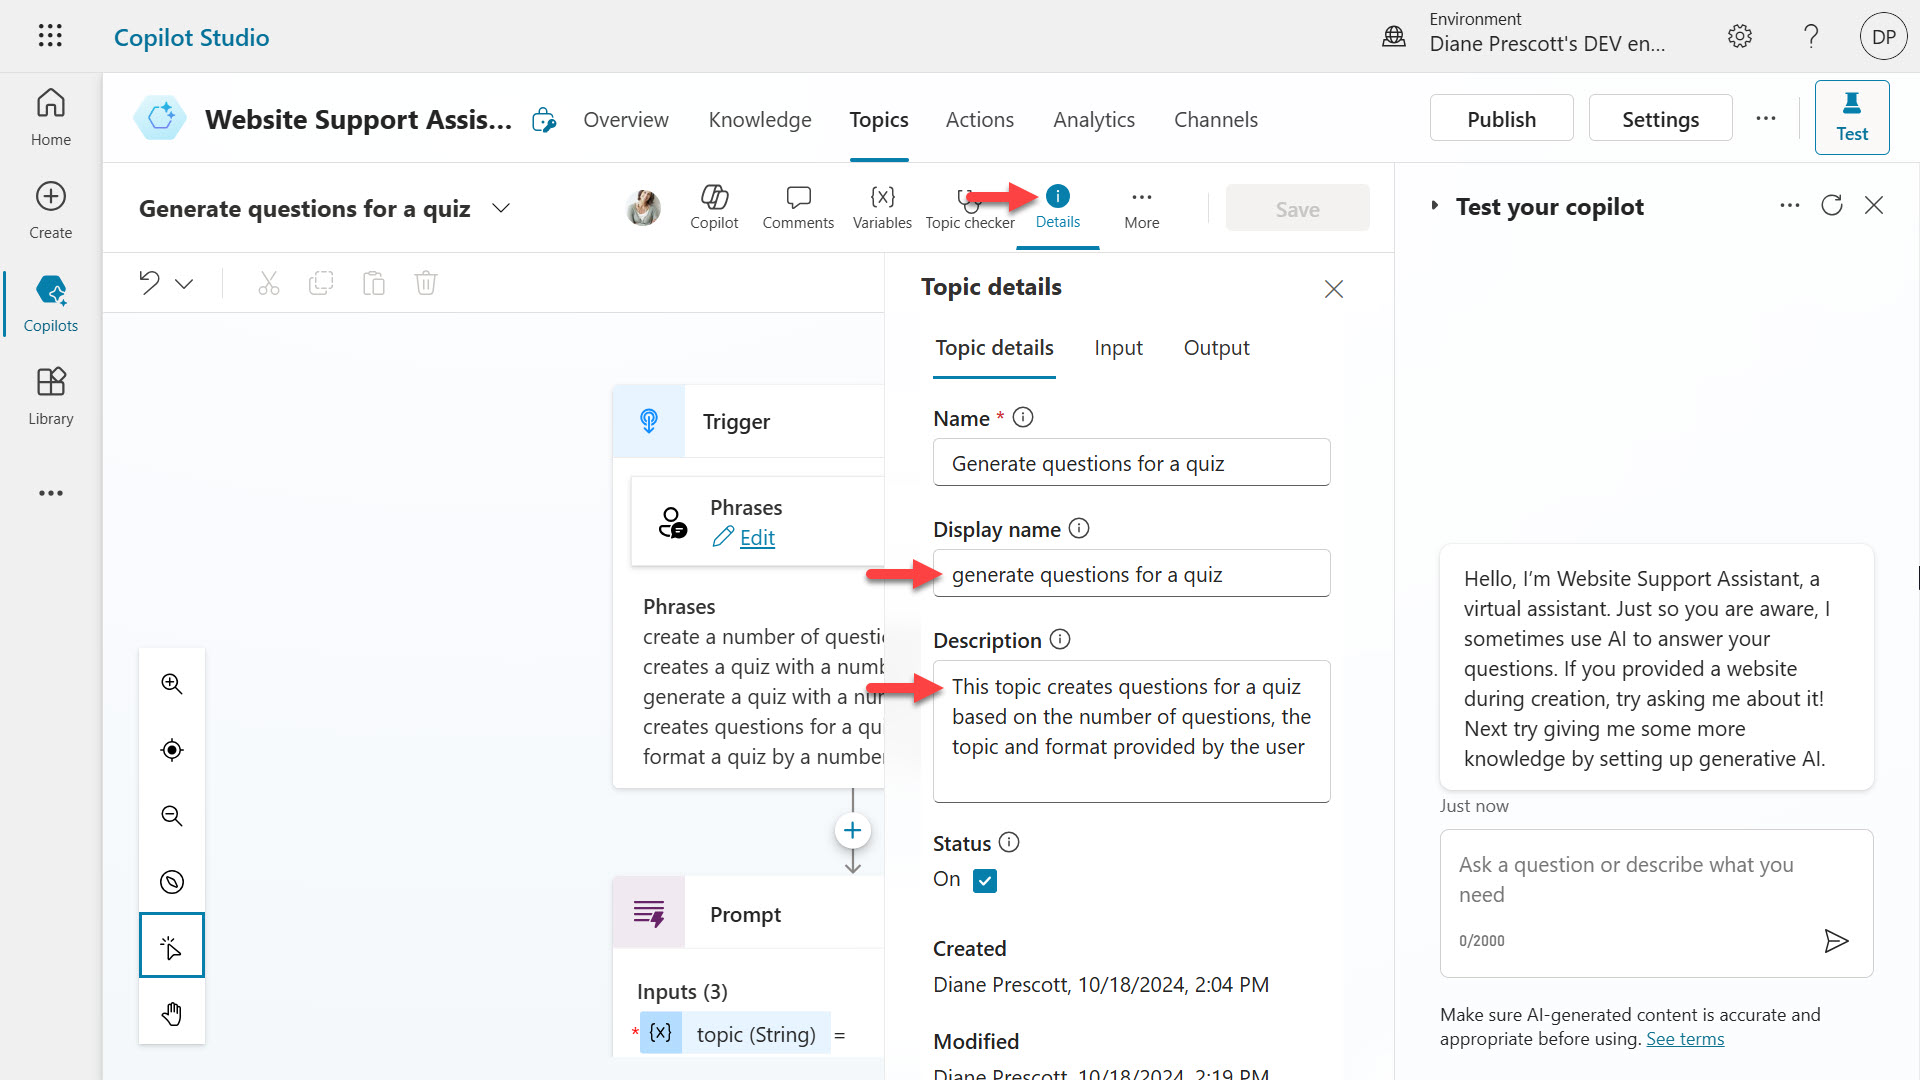 Copilot Studio
Environment
Diane Prescott's DEV en...
DP
Home
Create
Copilots
Library
Website Support Assis...
Overview
Knowledge
Topics
Actions
Analytics
Channels
Publish
Settings
Test
Generate questions for a quiz
Copilot
Comments
Variables
Topic checker
Details
More
Save
Trigger
Phrases
Edit
Phrases
create a number of questi
creates a quiz with a numb
generate a quiz with a nu
creates questions for a qu
format a quiz by a number
Prompt
Inputs (3)
* {x} topic (String) =
Topic details
Topic details
Input
Output
Name *
Generate questions for a quiz
Display name
generate questions for a quiz
Description
This topic creates questions for a quiz
based on the number of questions, the
topic and format provided by the user
Status
On
Created
Diane Prescott, 10/18/2024, 2:04 PM
Modified
Diane Prescott, 10/18/2024, 2:19 PM
Test your copilot
Hello, I'm Website Support Assistant, a
virtual assistant. Just so you are aware, I
sometimes use AI to answer your
questions. If you provided a website
during creation, try asking me about it!
Next try giving me some more
knowledge by setting up generative AI.
Just now
Ask a question or describe what you
need
0/2000
Make sure AI-generated content is accurate and
appropriate before using. See terms